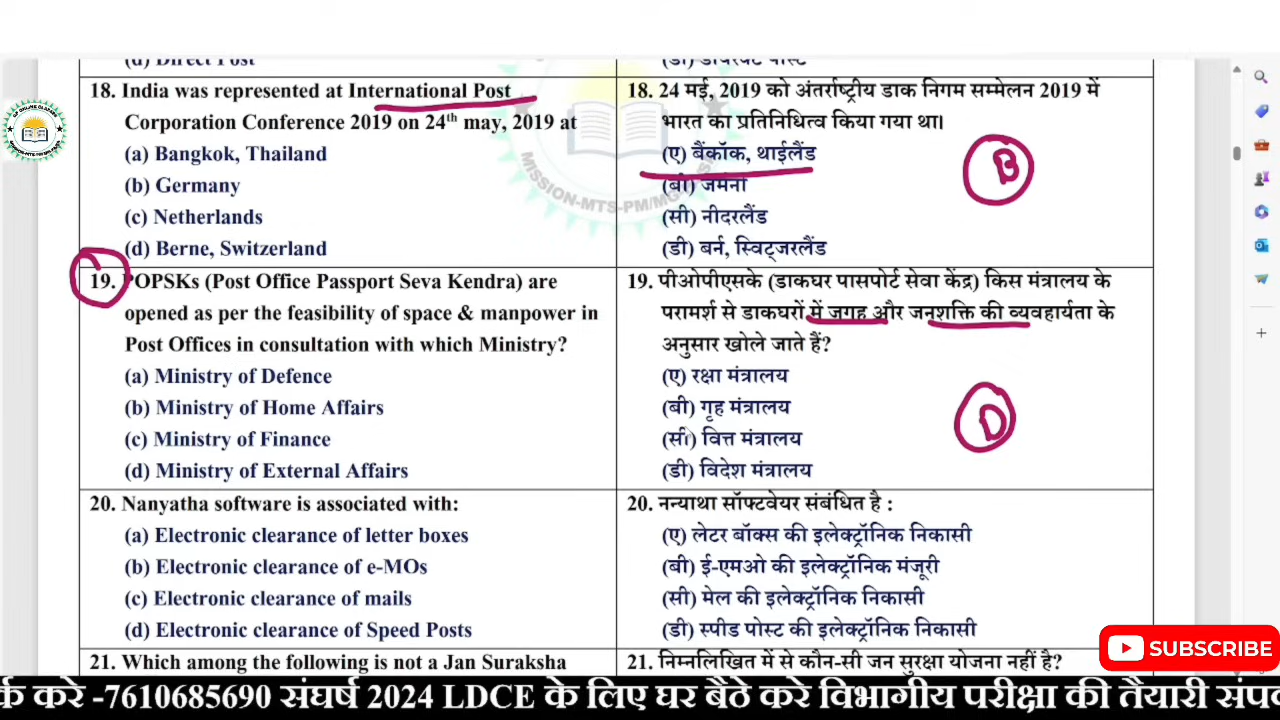 (d) Direct Post
(डी) डायरेक्ट पोस्ट
18. India was represented at International Post
Corporation Conference 2019 on 24th may, 2019 at
(a) Bangkok, Thailand
(b) Germany
(c) Netherlands
(d) Berne, Switzerland
18. 24 मई, 2019 को अंतर्राष्ट्रीय डाक निगम सम्मेलन 2019 में
भारत का प्रतिनिधित्व किया गया था।
(ए) बैंकॉक, थाईलैंड
(बी) जर्मनी
(सी) नीदरलैंड
(डी) बर्न, स्विट्जरलैंड
B
19. POPSKs (Post Office Passport Seva Kendra) are
opened as per the feasibility of space & manpower in
Post Offices in consultation with which Ministry?
(a) Ministry of Defence
(b) Ministry of Home Affairs
(c) Ministry of Finance
(d) Ministry of External Affairs
19. पीओपीएसके (डाकघर पासपोर्ट सेवा केंद्र) किस मंत्रालय के
परामर्श से डाकघरों में जगह और जनशक्ति की व्यवहार्यता के
अनुसार खोले जाते हैं?
(ए) रक्षा मंत्रालय
(बी) गृह मंत्रालय
(सी) वित्त मंत्रालय
(डी) विदेश मंत्रालय
D
20. Nanyatha software is associated with:
(a) Electronic clearance of letter boxes
(b) Electronic clearance of e-MOs
(c) Electronic clearance of mails
(d) Electronic clearance of Speed Posts
20. नन्याथा सॉफ्टवेयर संबंधित है :
(ए) लेटर बॉक्स की इलेक्ट्रॉनिक निकासी
(बी) ई-एमओ की इलेक्ट्रॉनिक मंजूरी
(सी) मेल की इलेक्ट्रॉनिक निकासी
(डी) स्पीड पोस्ट की इलेक्ट्रॉनिक निकासी
21. Which among the following is not a Jan Suraksha
21. निम्नलिखित में से कौन-सी जन सुरक्षा योजना नहीं है?
SUBSCRIBE
र्क करे -7610685690 संघर्ष 2024 LDCE के लिए घर बैठे करे विभागीय परीक्षा की तैयारी संप